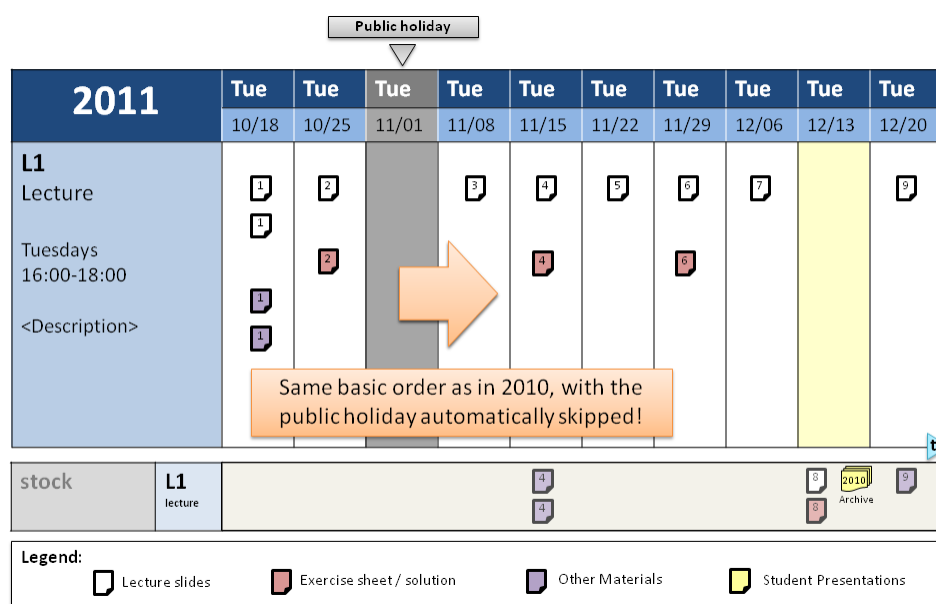 Public holiday
2011
Tue Tue Tue Tue Tue Tue Tue Tue Tue Tue
10/18 10/25 11/01 11/08 11/15 11/22 11/29 12/06 12/13 12/20
L1
Lecture
1 2 3 4 5 6 7 9
1
Tuesdays
16:00-18:00
2 4 6
1
<Description>
1
Same basic order as in 2010, with the
public holiday automatically skipped!
t
stock
L1
lecture
4 8 2010 9
Archive
4 8
Legend:
Lecture slides
Exercise sheet / solution
Other Materials
Student Presentations